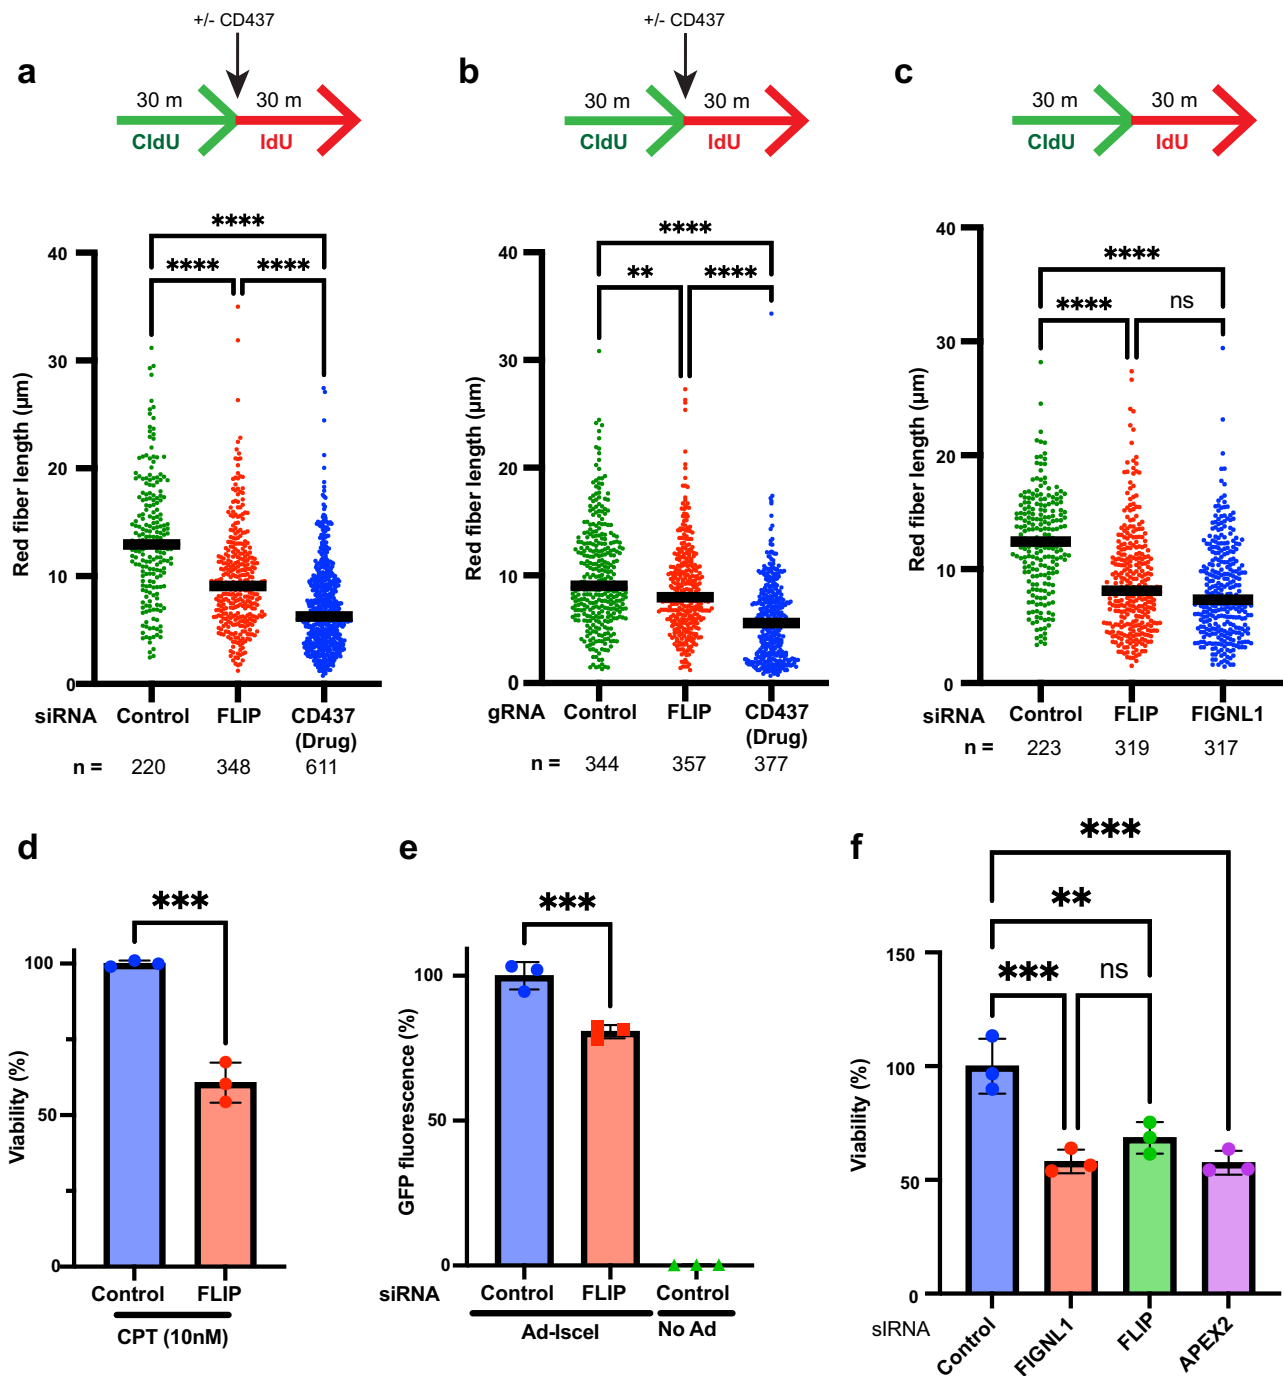 a
+/- CD437
30 m
30 m
CldU
IdU
****
****
****
Red fiber length (µm)
40
30
20
10
0
siRNA
Control
FLIP
CD437
(Drug)
n =
220
348
611
b
+/- CD437
30 m
30 m
CldU
IdU
****
**
****
Red fiber length (µm)
40
30
20
10
0
gRNA
Control
FLIP
CD437
(Drug)
n =
344
357
377
c
30 m
30 m
CldU
IdU
****
****
ns
Red fiber length (µm)
40
30
20
10
0
siRNA
Control
FLIP
FIGNL1
n =
223
319
317
d
***
Viability (%)
100
50
0
Control
FLIP
CPT (10nM)
e
***
GFP fluorescence (%)
100
50
0
siRNA
Control
FLIP
Control
Ad-IsceI
No Ad
f
***
**
***
ns
Viability (%)
150
100
50
0
sIRNA
Control
FIGNL1
FLIP
APEX2